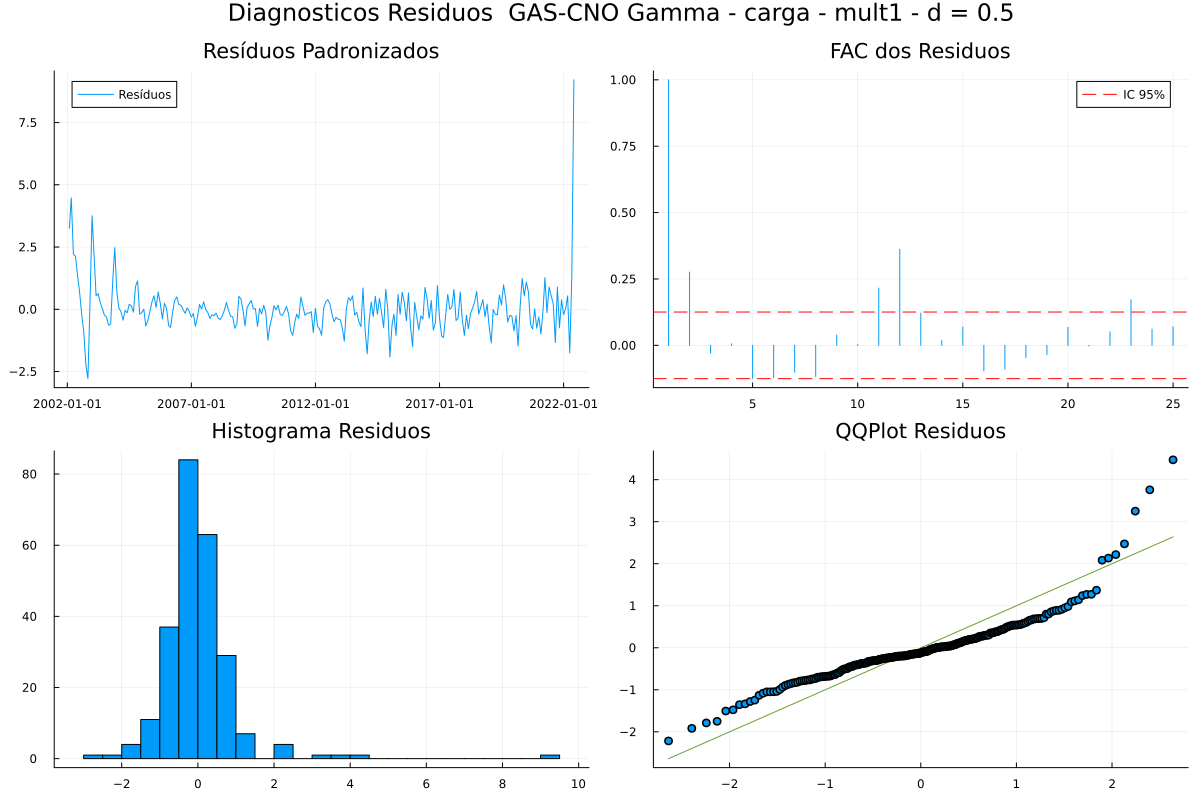 Diagnosticos Residuos  GAS-CNO Gamma - carga - mult1 - d = 0.5
Resíduos Padronizados
Resíduos
7.5
5.0
2.5
0.0
−2.5
2002-01-01 2007-01-01 2012-01-01 2017-01-01 2022-01-01
FAC dos Residuos
IC 95%
1.00
0.75
0.50
0.25
0.00
5 10 15 20 25
Histograma Residuos
80
60
40
20
0
−2 0 2 4 6 8 10
QQPlot Residuos
4
3
2
1
0
−1
−2
−2 −1 0 1 2